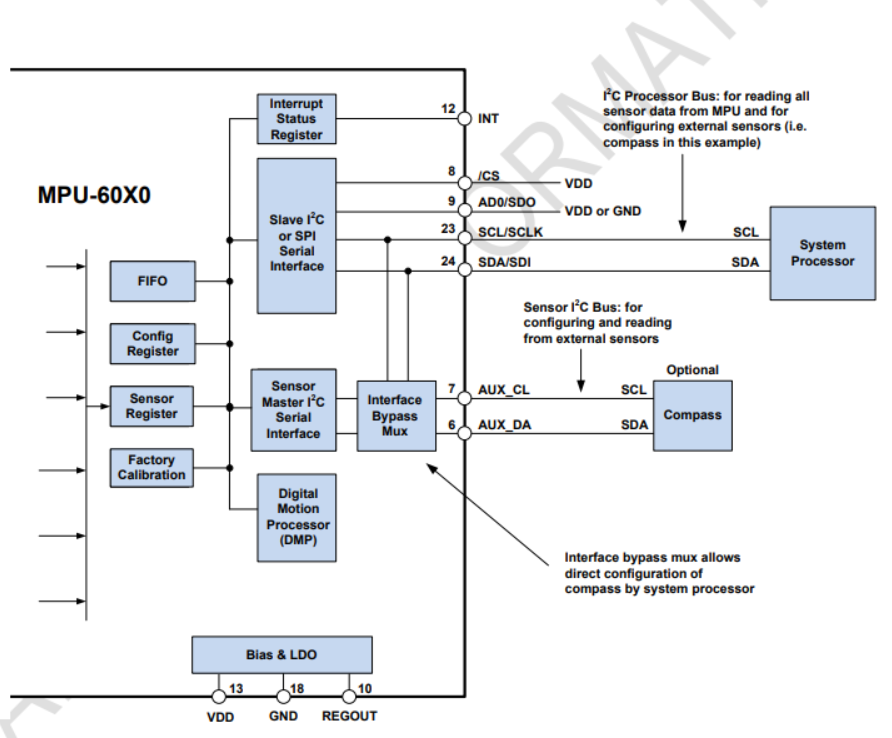 I²C Processor Bus: for reading all
sensor data from MPU and for
configuring external sensors (i.e.
compass in this example)
Interrupt
Status
Register
12
INT
MPU-60X0
Slave I²C
or SPI
Serial
Interface
8
/CS
VDD
9
AD0/SDO
VDD or GND
23
SCL/SCLK
SCL
24
SDA/SDI
SDA
System
Processor
FIFO
Config
Register
Sensor
Register
Factory
Calibration
Sensor I²C Bus: for
configuring and reading
from external sensors
Sensor
Master I²C
Serial
Interface
Interface
Bypass
Mux
7
AUX_CL
SCL
6
AUX_DA
SDA
Optional
Compass
Digital
Motion
Processor
(DMP)
Interface bypass mux allows
direct configuration of
compass by system processor
Bias & LDO
13
18
10
VDD
GND
REGOUT